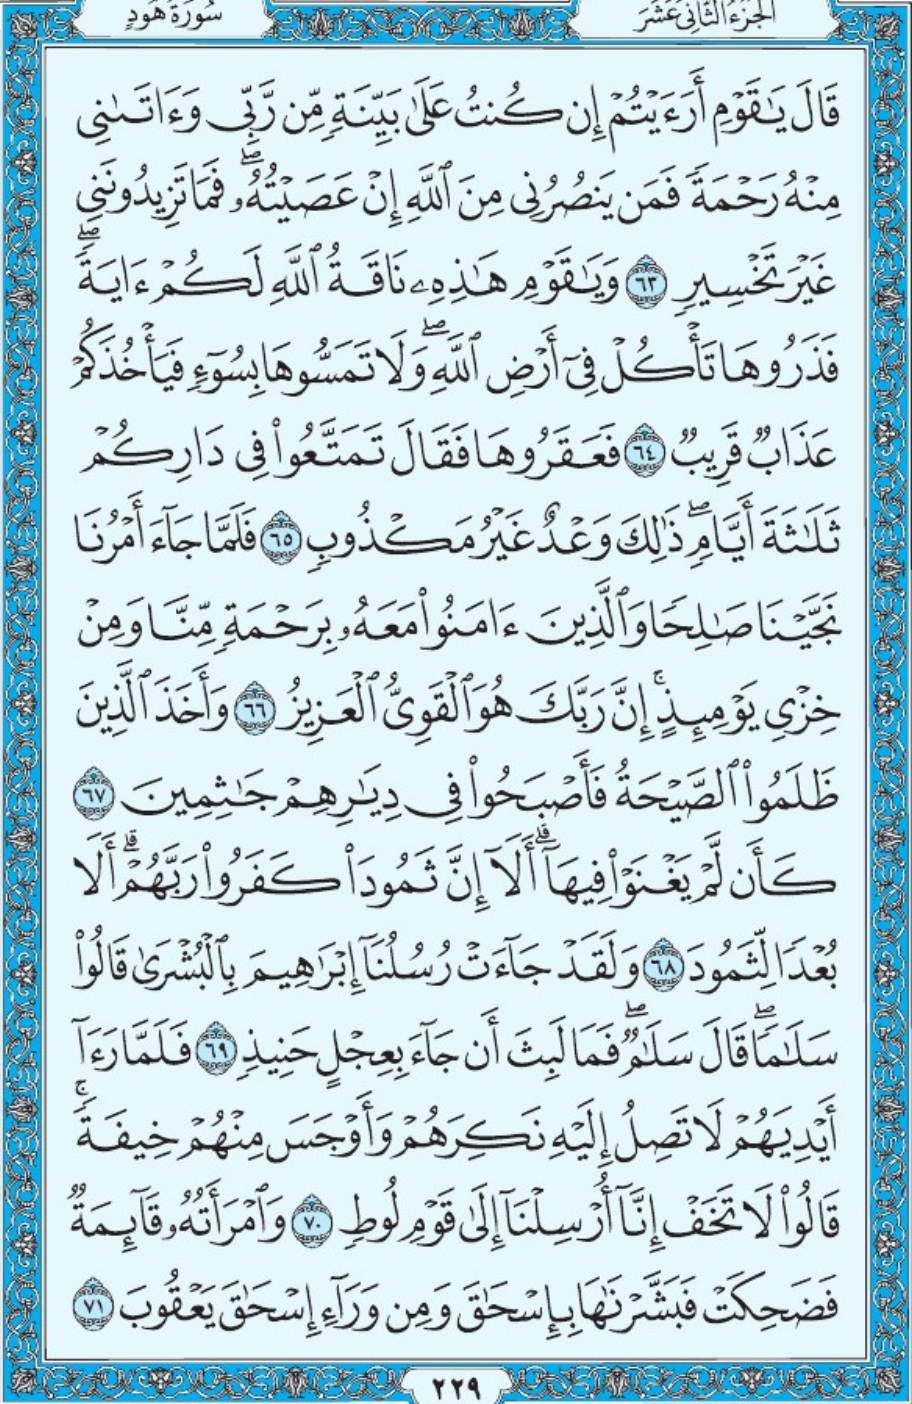 الجزء الثاني عشر
سورة هود
قَالَ يَٰقَوْمِ أَرَءَيْتُمْ إِن كُنتُ عَلَىٰ بَيِّنَةٍ مِّن رَّبِّى وَءَاتَىٰنِى
مِنْهُ رَحْمَةً فَمَن يَنصُرُنِى مِنَ ٱللَّهِ إِنْ عَصَيْتُهُۥ ۖ فَمَا تَزِيدُونَنِى
غَيْرَ تَخْسِيرٍ ٦٣ وَيَٰقَوْمِ هَٰذِهِۦ نَاقَةُ ٱللَّهِ لَكُمْ ءَايَةً ۖ
فَذَرُوهَا تَأْكُلْ فِىٓ أَرْضِ ٱللَّهِ ۖ وَلَا تَمَسُّوهَا بِسُوٓءٍ فَيَأْخُذَكُمْ
عَذَابٌ قَرِيبٌ ٦٤ فَعَقَرُوهَا فَقَالَ تَمَتَّعُوا۟ فِى دَارِكُمْ
ثَلَٰثَةَ أَيَّامٍ ۖ ذَٰلِكَ وَعْدٌ غَيْرُ مَكْذُوبٍ ٦٥ فَلَمَّا جَآءَ أَمْرُنَا
نَجَّيْنَا صَٰلِحًا وَٱلَّذِينَ ءَامَنُوا۟ مَعَهُۥ بِرَحْمَةٍ مِّنَّا وَمِنْ
خِزْىِ يَوْمِئِذٍ ۚ إِنَّ رَبَّكَ هُوَ ٱلْقَوِىُّ ٱلْعَزِيزُ ٦٦ وَأَخَذَ ٱلَّذِينَ
ظَلَمُوا۟ ٱلصَّيْحَةُ فَأَصْبَحُوا۟ فِى دِيَٰرِهِمْ جَٰثِمِينَ ٦٧
كَأَن لَّمْ يَغْنَوْا۟ فِيهَآ ۗ أَلَآ إِنَّ ثَمُودَا۟ كَفَرُوا۟ رَبَّهُمْ ۗ أَلَا
بُعْدًا لِّثَمُودَ ٦٨ وَلَقَدْ جَآءَتْ رُسُلُنَآ إِبْرَٰهِيمَ بِٱلْبُشْرَىٰ قَالُوا۟
سَلَٰمًا ۖ قَالَ سَلَٰمٌ ۖ فَمَا لَبِثَ أَن جَآءَ بِعِجْلٍ حَنِيذٍ ٦٩ فَلَمَّا رَءَآ
أَيْدِيَهُمْ لَا تَصِلُ إِلَيْهِ نَكِرَهُمْ وَأَوْجَسَ مِنْهُمْ خِيفَةً ۚ
قَالُوا۟ لَا تَخَفْ إِنَّآ أُرْسِلْنَآ إِلَىٰ قَوْمِ لُوطٍ ٧٠ وَٱمْرَأَتُهُۥ قَآئِمَةٌ
فَضَحِكَتْ فَبَشَّرْنَٰهَا بِإِسْحَٰقَ وَمِن وَرَآءِ إِسْحَٰقَ يَعْقُوبَ ٧١
٢٢٩